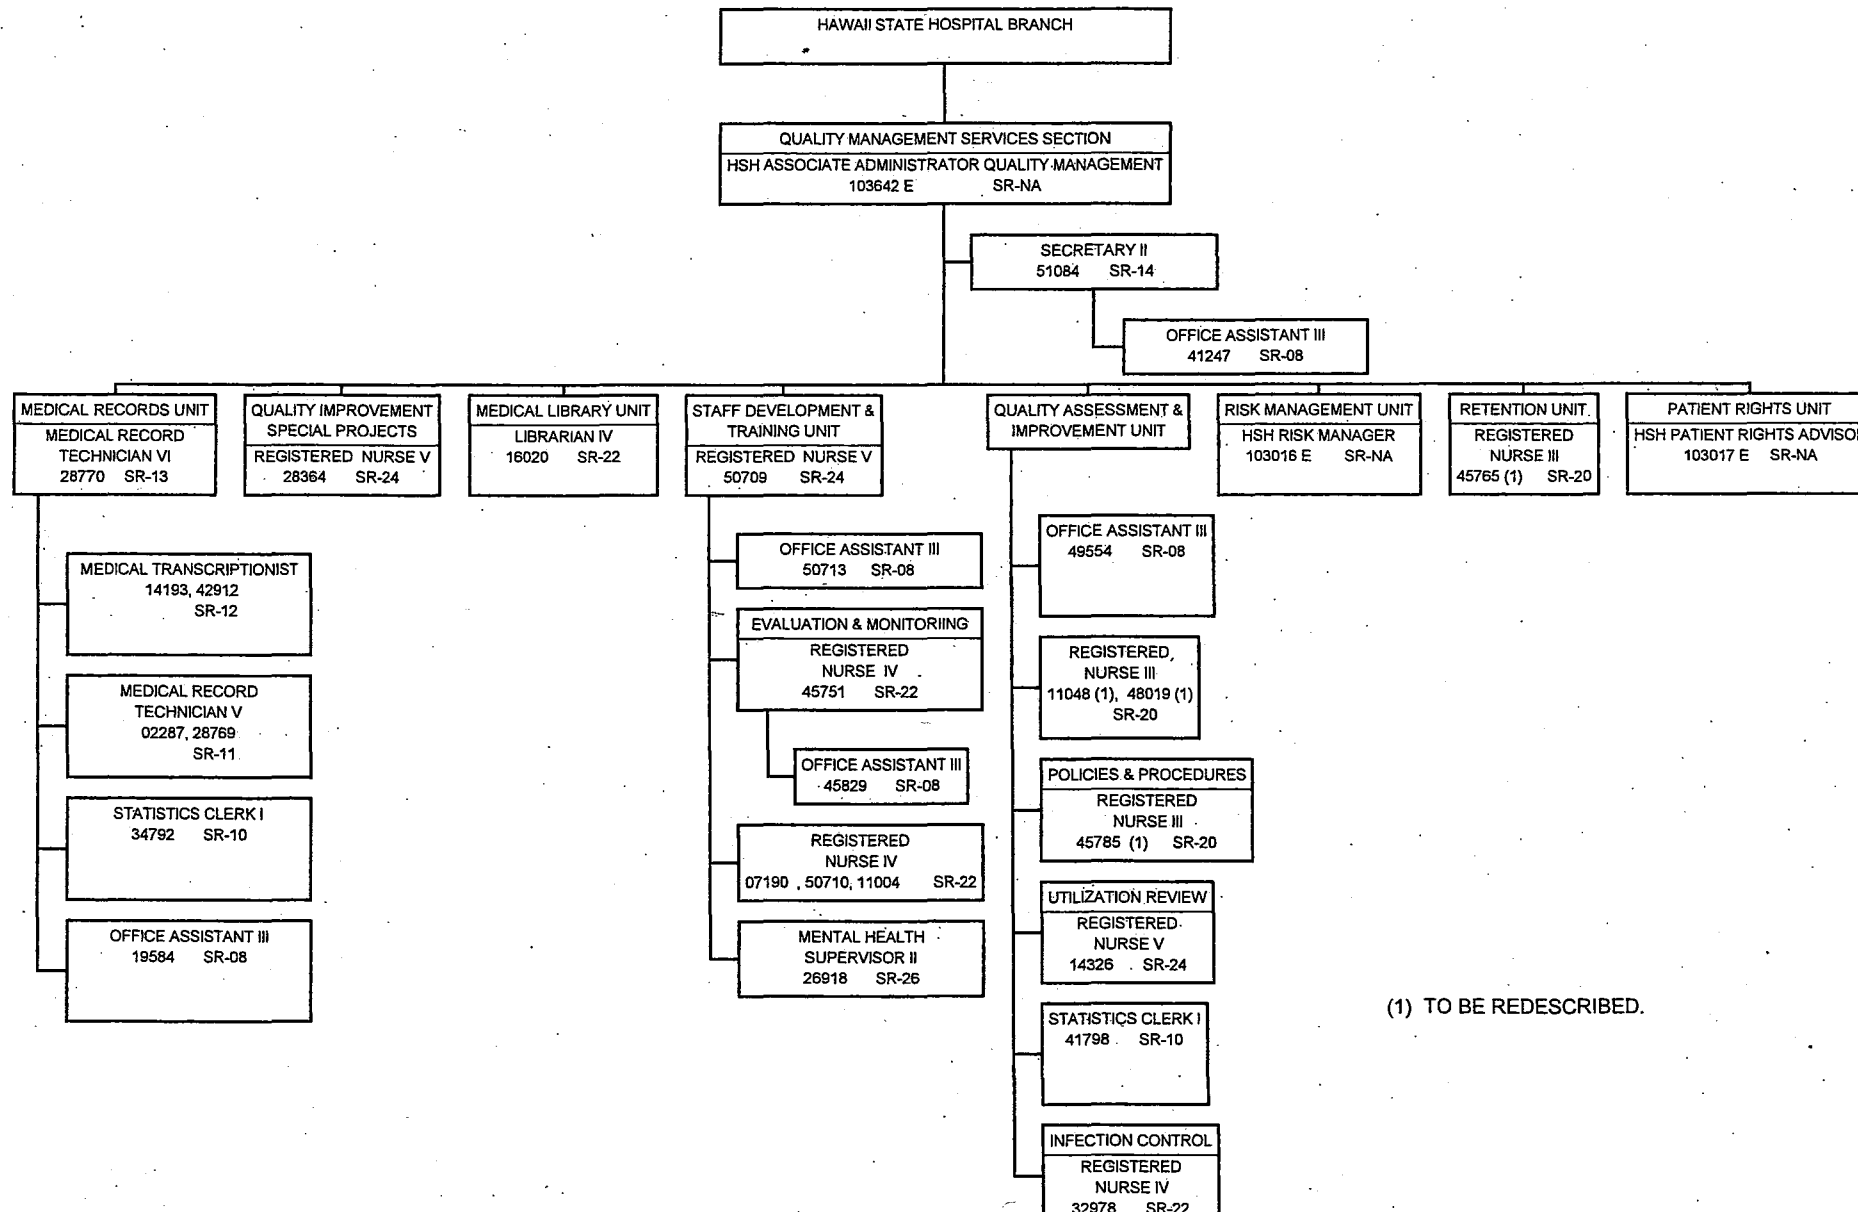 HAWAII STATE HOSPITAL BRANCH
QUALITY MANAGEMENT SERVICES SECTION
HSH ASSOCIATE ADMINISTRATOR QUALITY MANAGEMENT
103642 E SR-NA
SECRETARY II
51084 SR-14
OFFICE ASSISTANT III
41247 SR-08
MEDICAL RECORDS UNIT
MEDICAL RECORD
TECHNICIAN VI
28770 SR-13
MEDICAL TRANSCRIPTIONIST
14193, 42912
SR-12
MEDICAL RECORD
TECHNICIAN V
02287, 28769
SR-11
STATISTICS CLERK I
34792 SR-10
OFFICE ASSISTANT III
19584 SR-08
QUALITY IMPROVEMENT
SPECIAL PROJECTS
REGISTERED NURSE V
28364 SR-24
MEDICAL LIBRARY UNIT
LIBRARIAN IV
16020 SR-22
STAFF DEVELOPMENT &
TRAINING UNIT
REGISTERED NURSE V
50709 SR-24
OFFICE ASSISTANT III
50713 SR-08
EVALUATION & MONITORIING
REGISTERED
NURSE IV
45751 SR-22
OFFICE ASSISTANT III
45829 SR-08
REGISTERED
NURSE IV
07190 , 50710, 11004 SR-22
MENTAL HEALTH
SUPERVISOR II
26918 SR-26
QUALITY ASSESSMENT &
IMPROVEMENT UNIT
OFFICE ASSISTANT III
49554 SR-08
REGISTERED
NURSE III
11048 (1), 48019 (1)
SR-20
POLICIES & PROCEDURES
REGISTERED
NURSE III
45785 (1) SR-20
UTILIZATION REVIEW
REGISTERED
NURSE V
14326 SR-24
STATISTICS CLERK I
41798 SR-10
INFECTION CONTROL
REGISTERED
NURSE IV
32978 SR-22
RISK MANAGEMENT UNIT
HSH RISK MANAGER
103016 E SR-NA
RETENTION UNIT
REGISTERED
NURSE III
45765 (1) SR-20
PATIENT RIGHTS UNIT
HSH PATIENT RIGHTS ADVISOR
103017 E SR-NA
(1) TO BE REDESCRIBED.